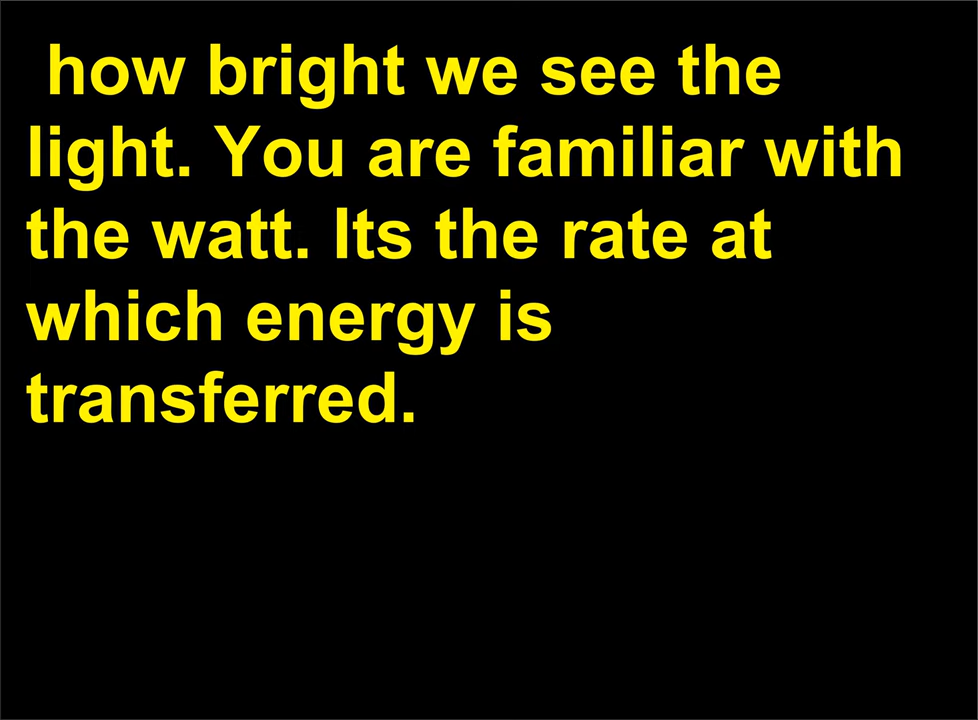 how bright we see the
light. You are familiar with
the watt. Its the rate at
which energy is
transferred.